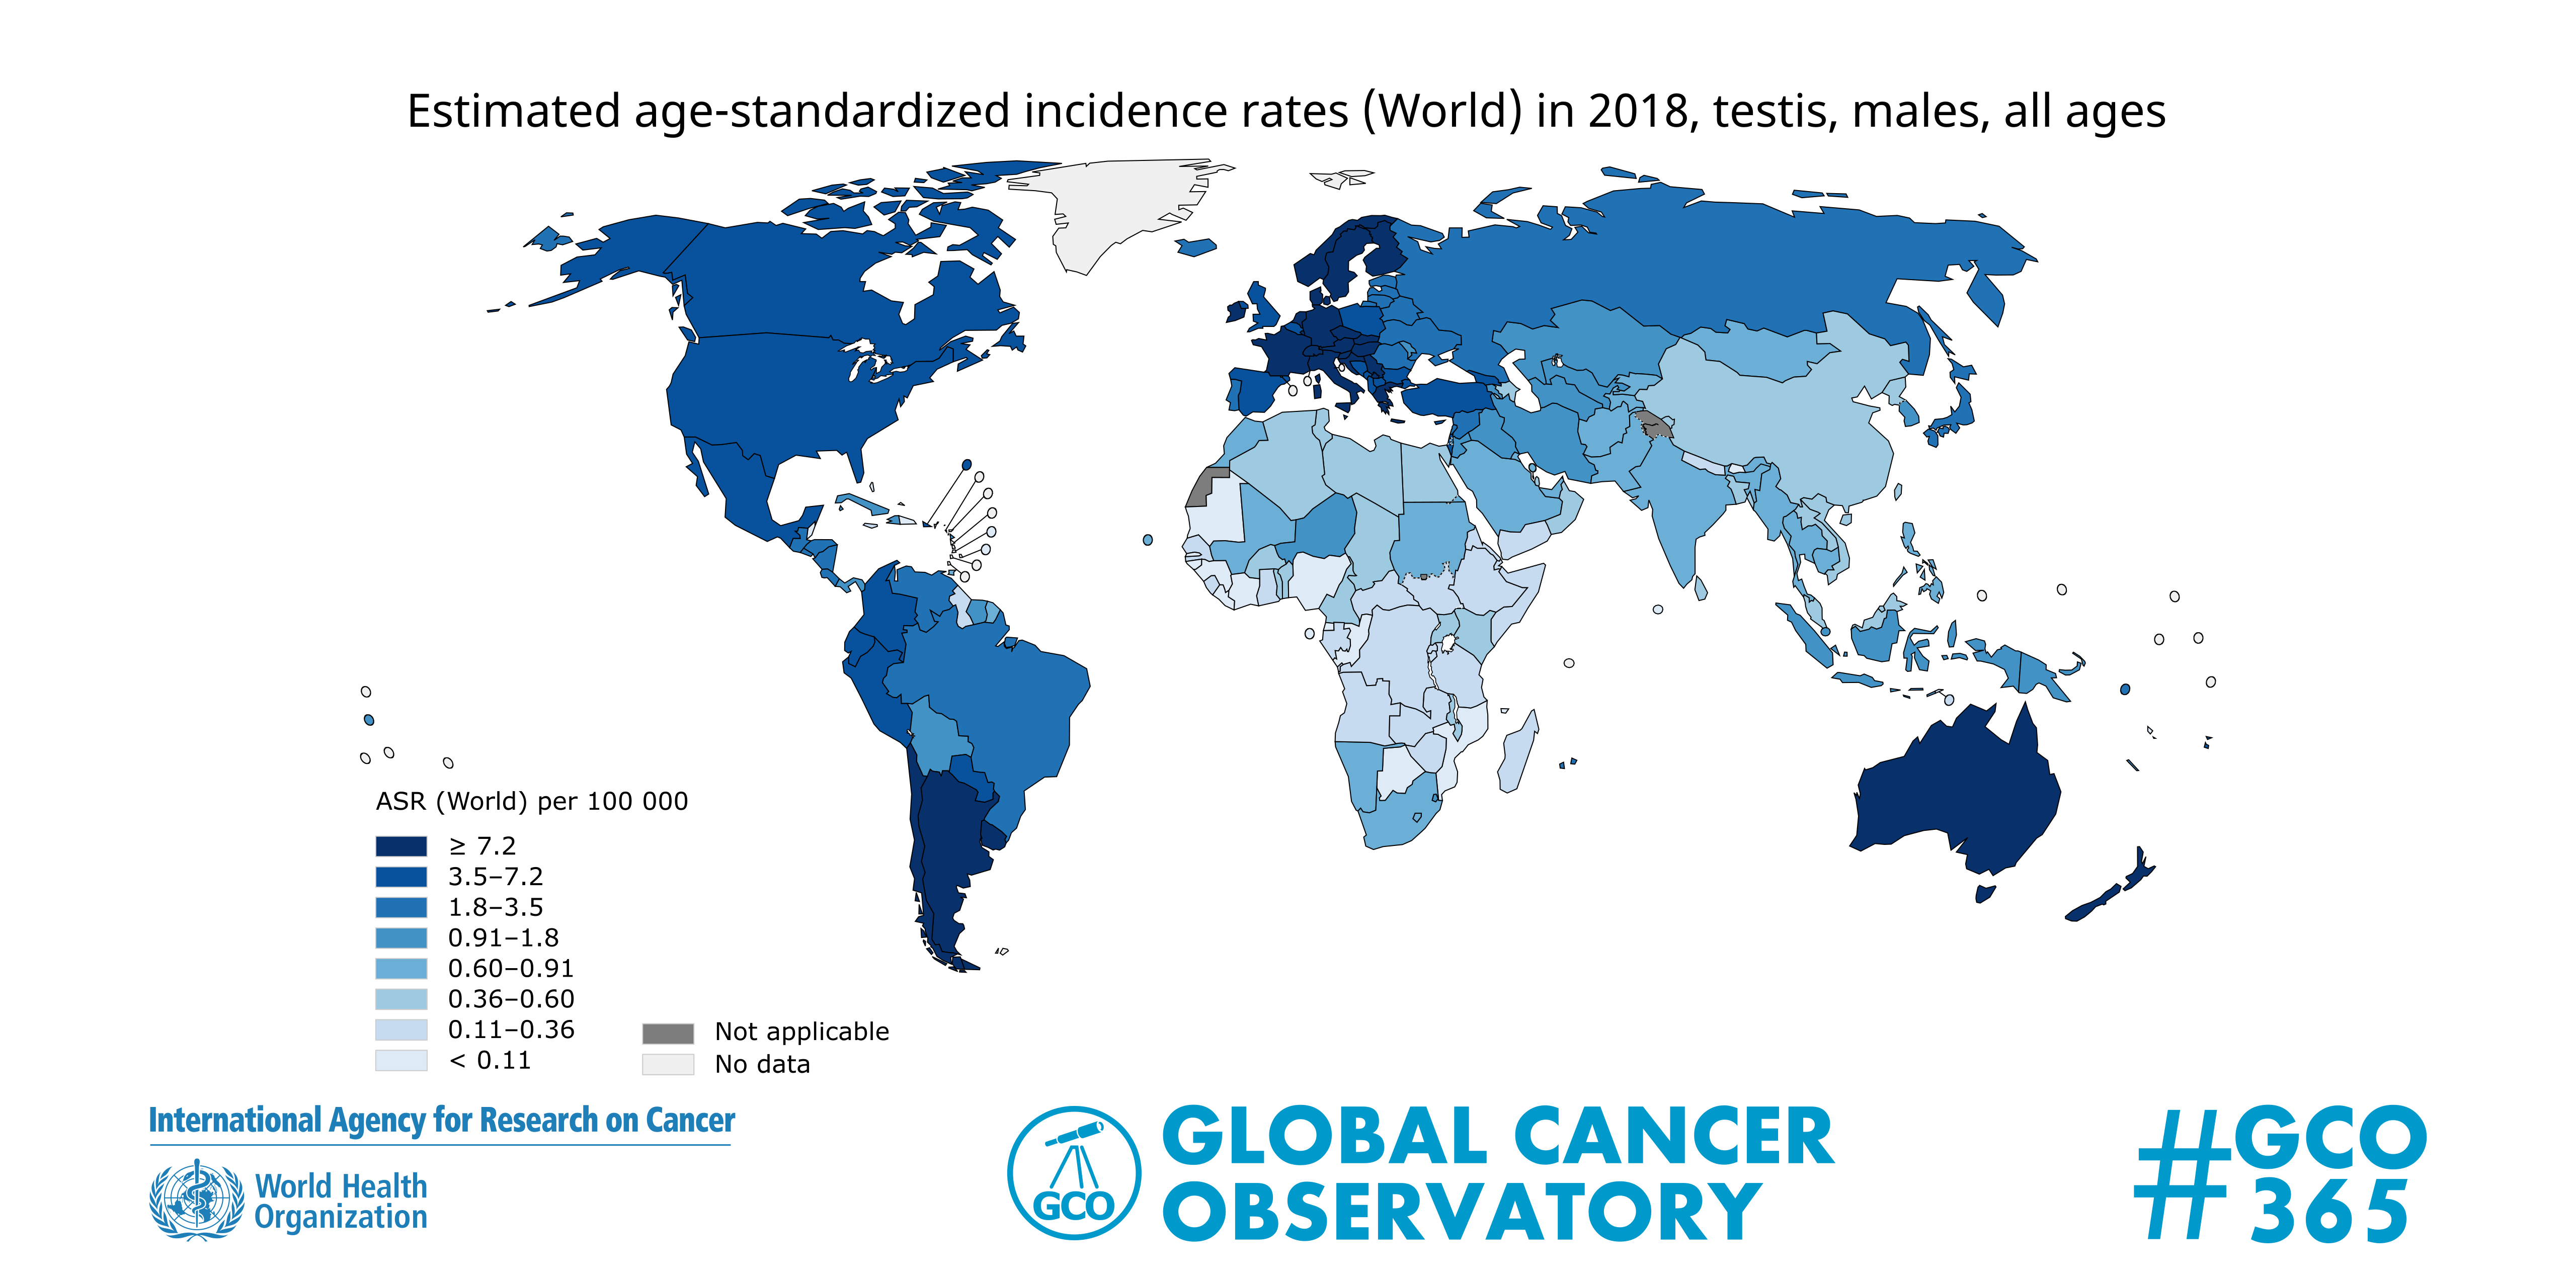 Estimated age-standardized incidence rates (World) in 2018, testis, males, all ages
ASR (World) per 100 000
≥ 7.2
3.5–7.2
1.8–3.5
0.91–1.8
0.60–0.91
0.36–0.60
0.11–0.36
< 0.11
Not applicable
No data
International Agency for Research on Cancer
World Health
Organization
GCO
GLOBAL CANCER
OBSERVATORY
#GCO
365